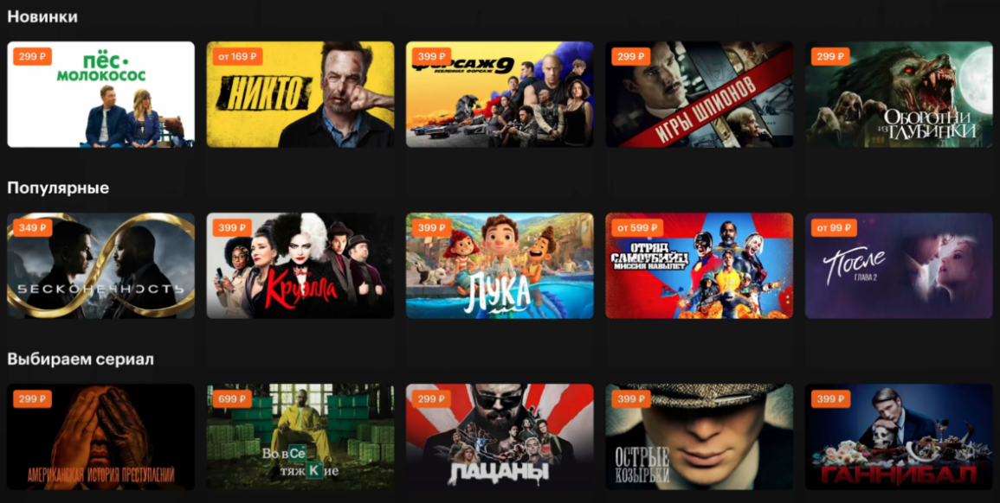 Новинки
299 ₽
ПЁС
МОЛОКОСОС
от 169 ₽
НИКТО
399 ₽
ФОРСАЖ 9
299 ₽
ИГРЫ ШПИОНОВ
299 ₽
ОБОРОТНИ
ИЗ ГЛУБИНКИ
Популярные
349 ₽
БЕСКОНЕЧНОСТЬ
399 ₽
Круэлла
399 ₽
ЛУКА
от 599 ₽
ОТРЯД
САМОУБИЙЦ
МИССИЯ НАВЫЛЕТ
от 99 ₽
После
ГЛАВА 2
Выбираем сериал
299 ₽
АМЕРИКАНСКАЯ ИСТОРИЯ ПРЕСТУПЛЕНИЙ
699 ₽
Во все
тяжкие
299 ₽
ПАЦАНЫ
399 ₽
ОСТРЫЕ
КОЗЫРЬКИ
399 ₽
ГАННИБАЛ